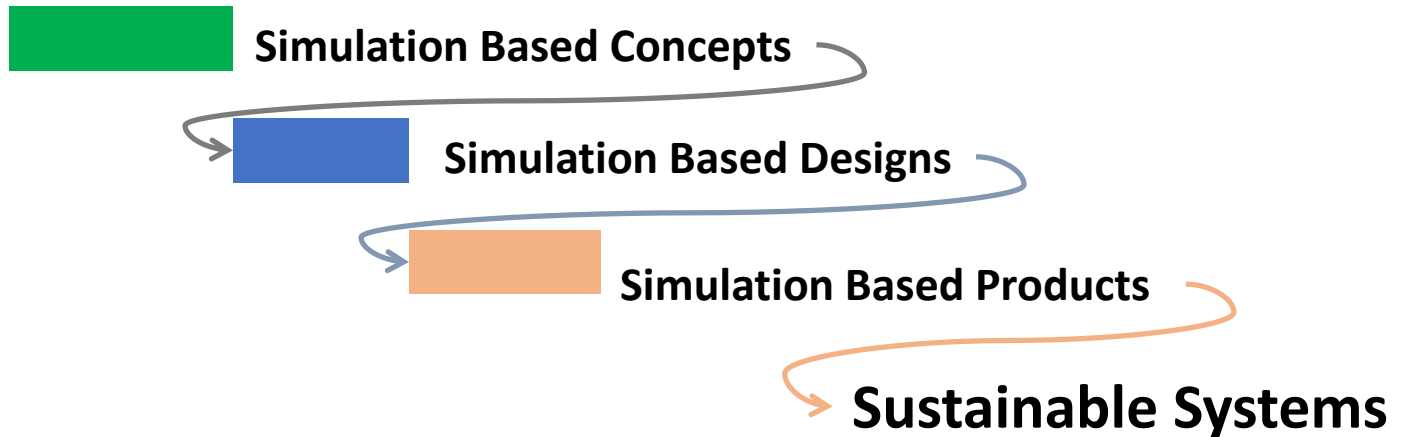 Simulation Based Concepts
Simulation Based Designs
Simulation Based Products
Sustainable Systems